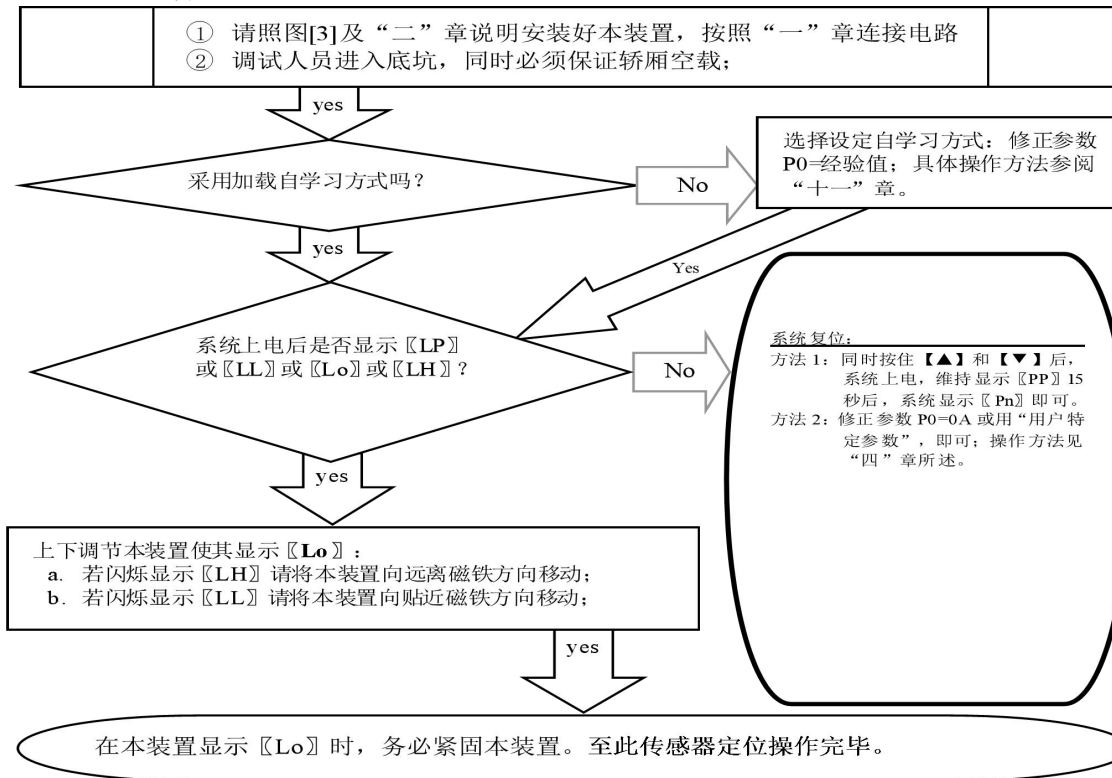 ① 请照图[3]及“二”章说明安装好本装置，按照“一”章连接电路
② 调试人员进入底坑，同时必须保证轿厢空载；
yes
采用加载自学习方式吗？
No
选择设定自学习方式：修正参数
P0=经验值；具体操作方法参阅
“十一”章。
yes
Yes
系统上电后是否显示〖LP〗
或〖LL〗或〖Lo〗或〖LH〗？
No
系统复位：
方法 1：同时按住【▲】和【▼】后，
系统上电，维持显示〖PP〗15
秒后，系统显示〖Pn〗即可。
方法 2：修正参数 P0=0A 或用“用户特
定参数”，即可；操作方法见
“四”章所述。
yes
上下调节本装置使其显示〖Lo〗：
a. 若闪烁显示〖LH〗请将本装置向远离磁铁方向移动；
b. 若闪烁显示〖LL〗请将本装置向贴近磁铁方向移动；
yes
在本装置显示〖Lo〗时，务必紧固本装置。至此传感器定位操作完毕。